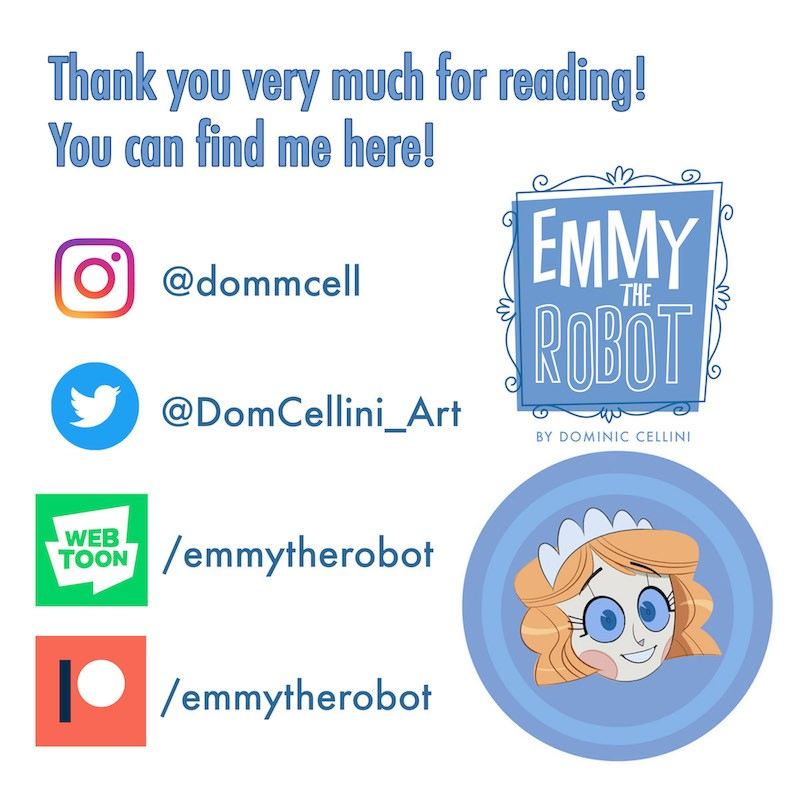 Thank you very much for reading!
You can find me here!
@dommcell
@DomCellini_Art
WEB
TOON
/emmytherobot
/emmytherobot
EMMY
THE
ROBOT
BY DOMINIC CELLINI